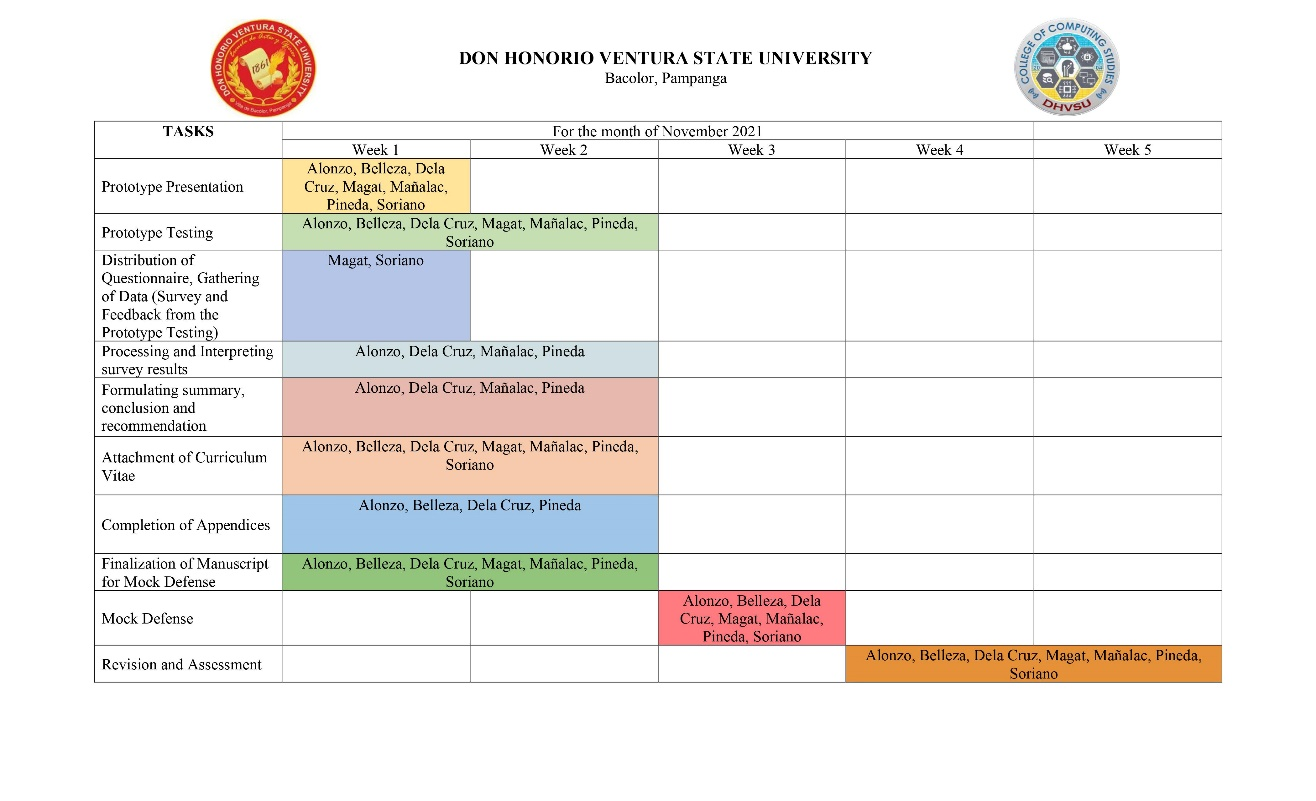 DON HONORIO VENTURA STATE UNIVERSITY
1861
DON HONORIO VENTURA STATE UNIVERSITY
Bacolor, Pampanga
COLLEGE OF COMPUTING STUDIES
DHVSU
TASKS
For the month of November 2021
Week 1 Week 2 Week 3 Week 4 Week 5
Prototype Presentation
Alonzo, Belleza, Dela
Cruz, Magat, Mañalac,
Pineda, Soriano
Prototype Testing
Alonzo, Belleza, Dela Cruz, Magat, Mañalac, Pineda,
Soriano
Distribution of
Questionnaire, Gathering
of Data (Survey and
Feedback from the
Prototype Testing)
Magat, Soriano
Processing and Interpreting
survey results
Alonzo, Dela Cruz, Mañalac, Pineda
Formulating summary,
conclusion and
recommendation
Alonzo, Dela Cruz, Mañalac, Pineda
Attachment of Curriculum
Vitae
Alonzo, Belleza, Dela Cruz, Magat, Mañalac, Pineda,
Soriano
Completion of Appendices
Alonzo, Belleza, Dela Cruz, Pineda
Finalization of Manuscript
for Mock Defense
Alonzo, Belleza, Dela Cruz, Magat, Mañalac, Pineda,
Soriano
Mock Defense
Alonzo, Belleza, Dela
Cruz, Magat, Mañalac,
Pineda, Soriano
Revision and Assessment
Alonzo, Belleza, Dela Cruz, Magat, Mañalac, Pineda,
Soriano